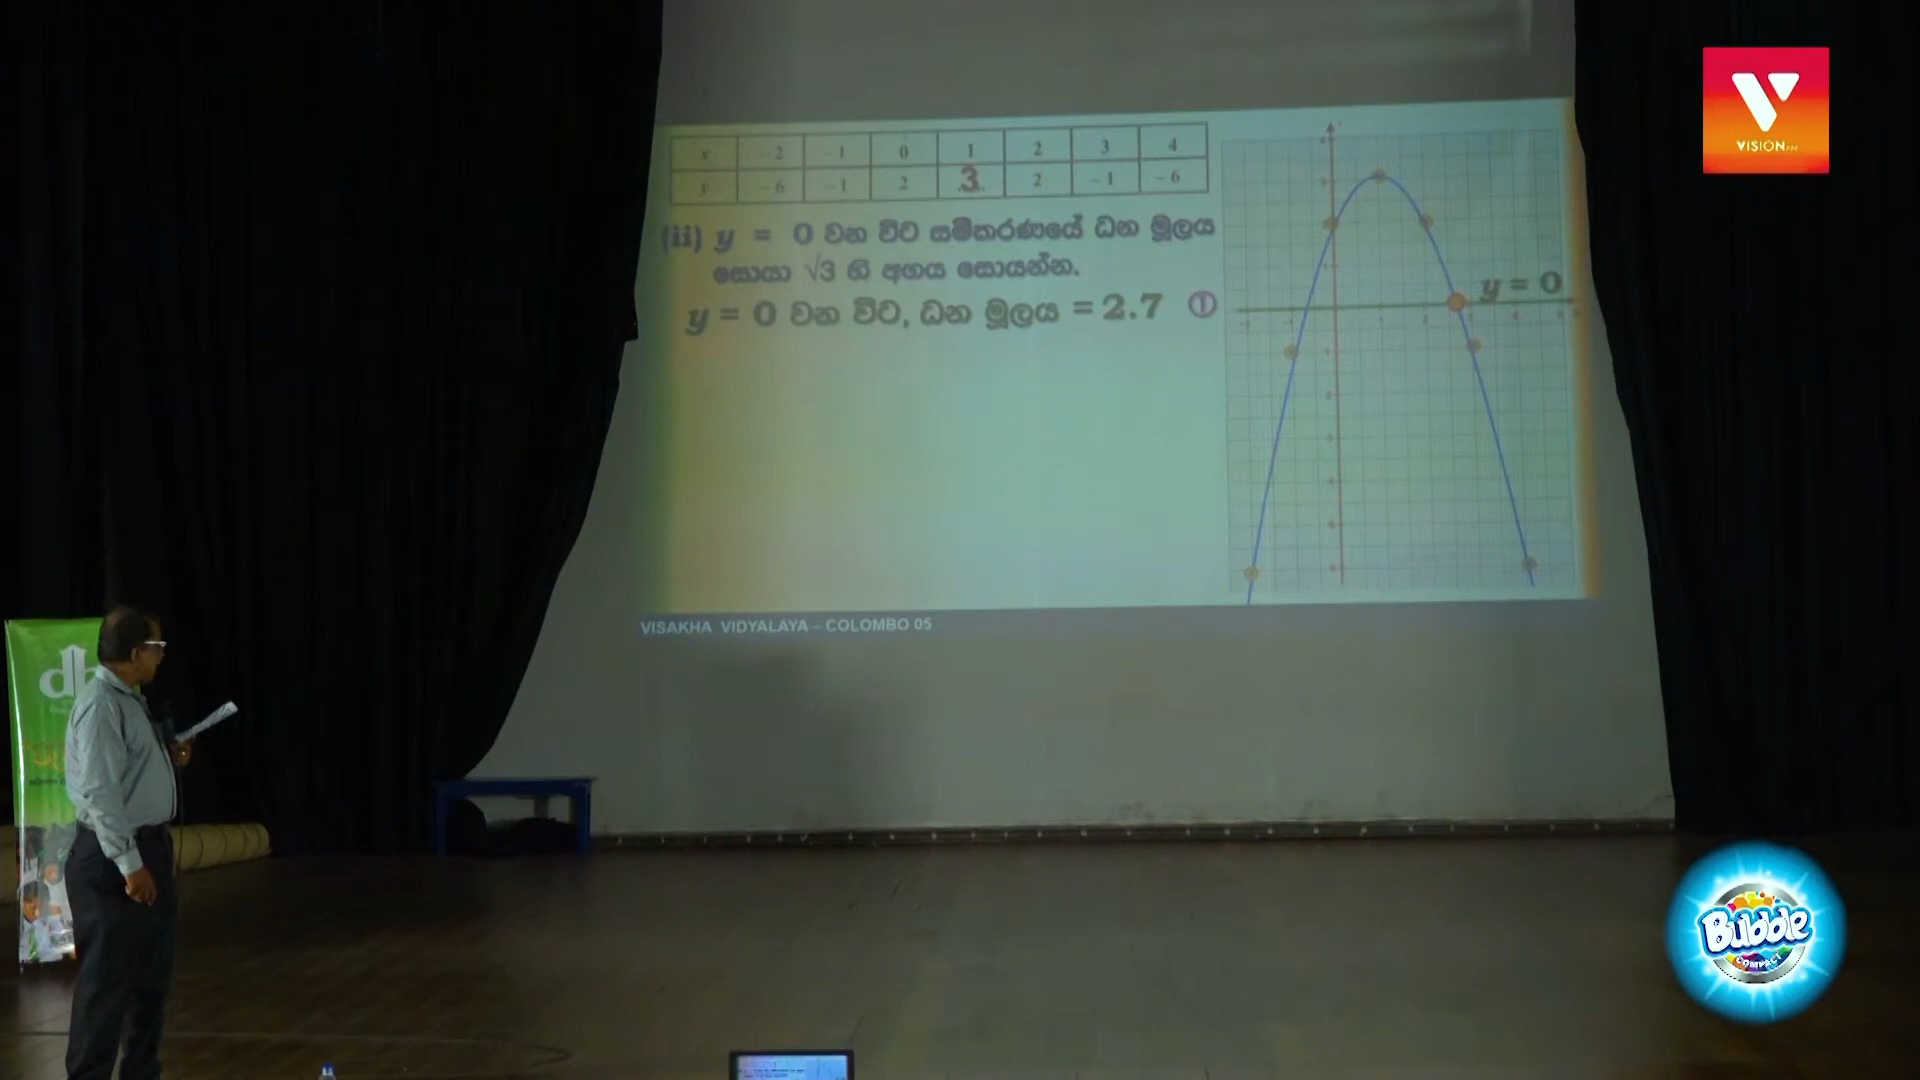 VISION FM
x -2 -1 0 1 2 3 4
y -6 -1 2 3 2 -1 -6
(ii) y = 0 වන විට සමීකරණයේ ධන මූලය
සොයා √3 හි අගය සොයන්න.
y = 0 වන විට, ධන මූලය = 2.7 ①
y = 0
VISAKHA VIDYALAYA – COLOMBO 05
Bubble
COMPACT